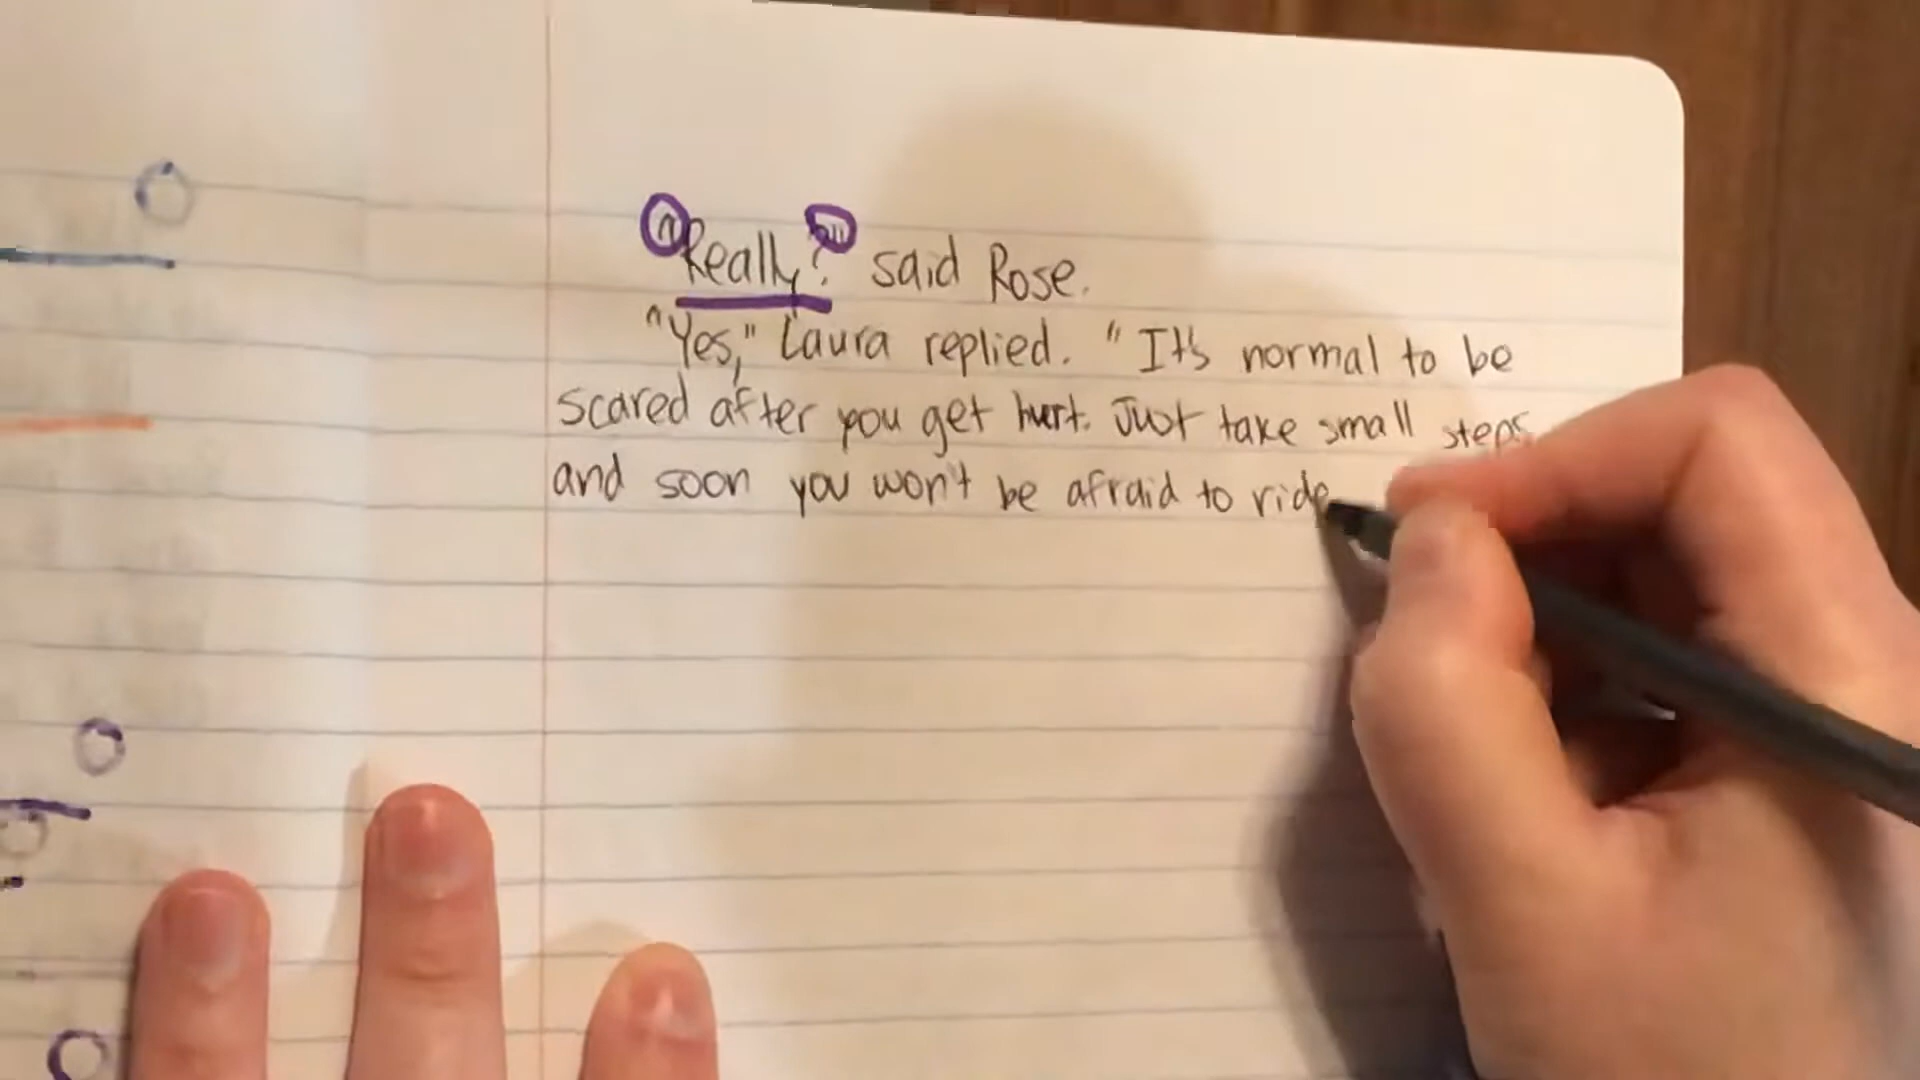 "Really?" said Rose.
"Yes," Laura replied. "It's normal to be
scared after you get hurt. Just take small steps
and soon you won't be afraid to ride